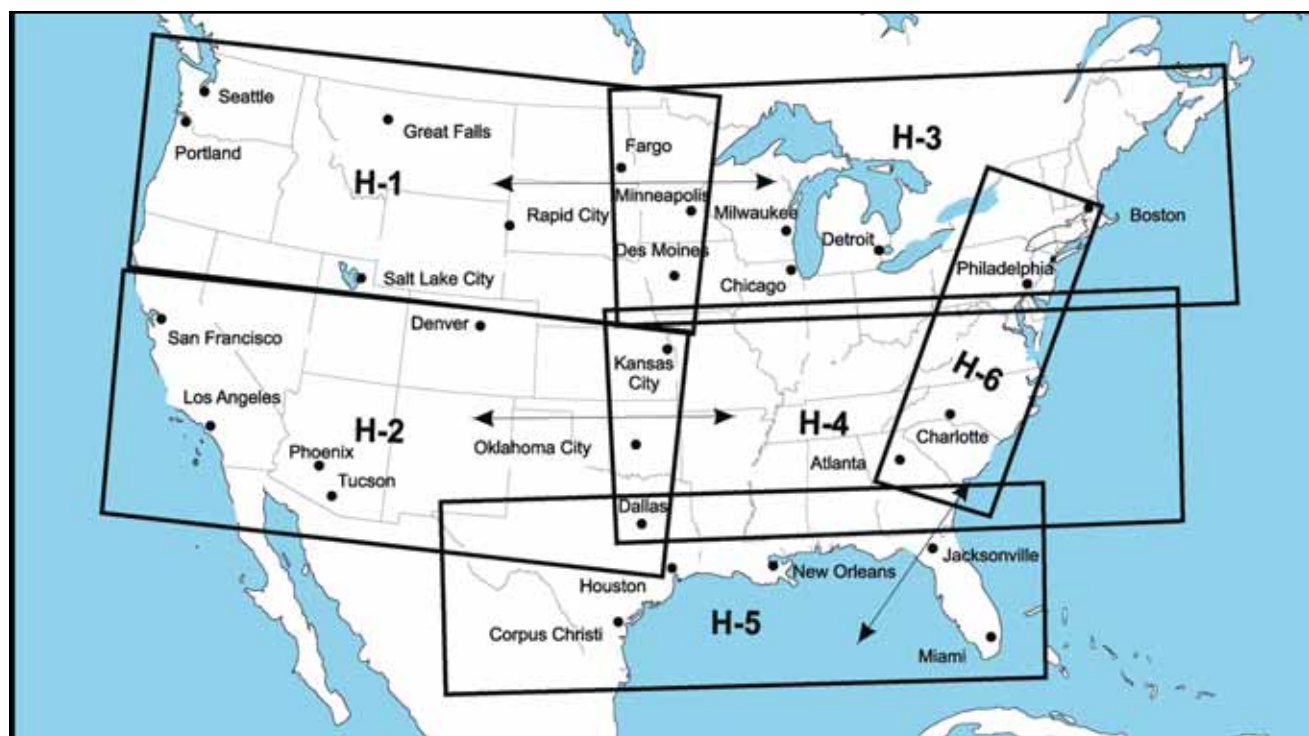 Seattle
Portland
Great Falls
H-1
Rapid City
Salt Lake City
Fargo
Minneapolis
Des Moines
H-3
Milwaukee
Detroit
Chicago
Boston
Philadelphia
San Francisco
Denver
Los Angeles
H-2
Phoenix
Tucson
Kansas
City
Oklahoma City
Dallas
H-4
H-6
Charlotte
Atlanta
Houston
Corpus Christi
New Orleans
H-5
Jacksonville
Miami